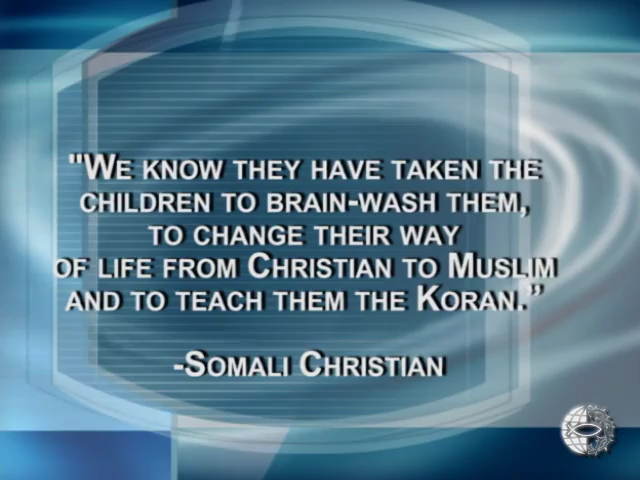 "We know they have taken the
children to brain-wash them,
to change their way
of life from Christian to Muslim
and to teach them the Koran."
-Somali Christian